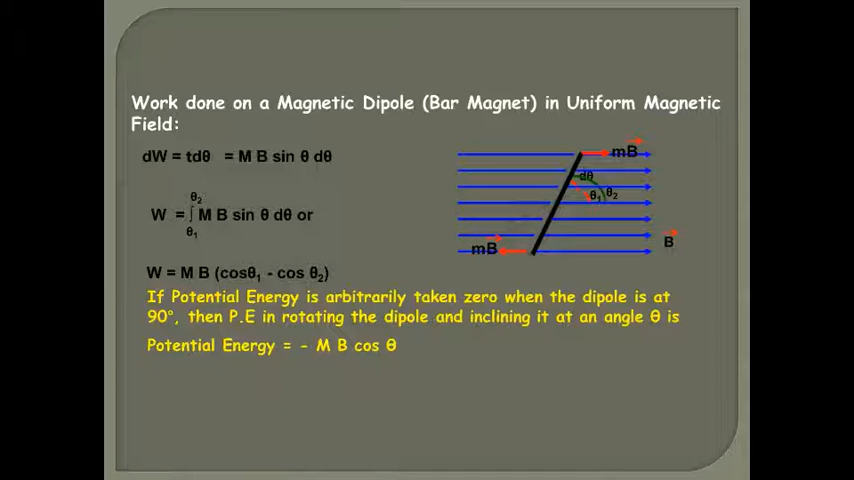 Work done on a Magnetic Dipole (Bar Magnet) in Uniform Magnetic
Field:
dW = tdθ = M B sin θ dθ
θ2
W = ∫ M B sin θ dθ or
θ1
W = M B (cosθ1 - cos θ2)
If Potential Energy is arbitrarily taken zero when the dipole is at
90°, then P.E in rotating the dipole and inclining it at an angle θ is
Potential Energy = - M B cos θ
mB
dθ
θ1 θ2
B
mB